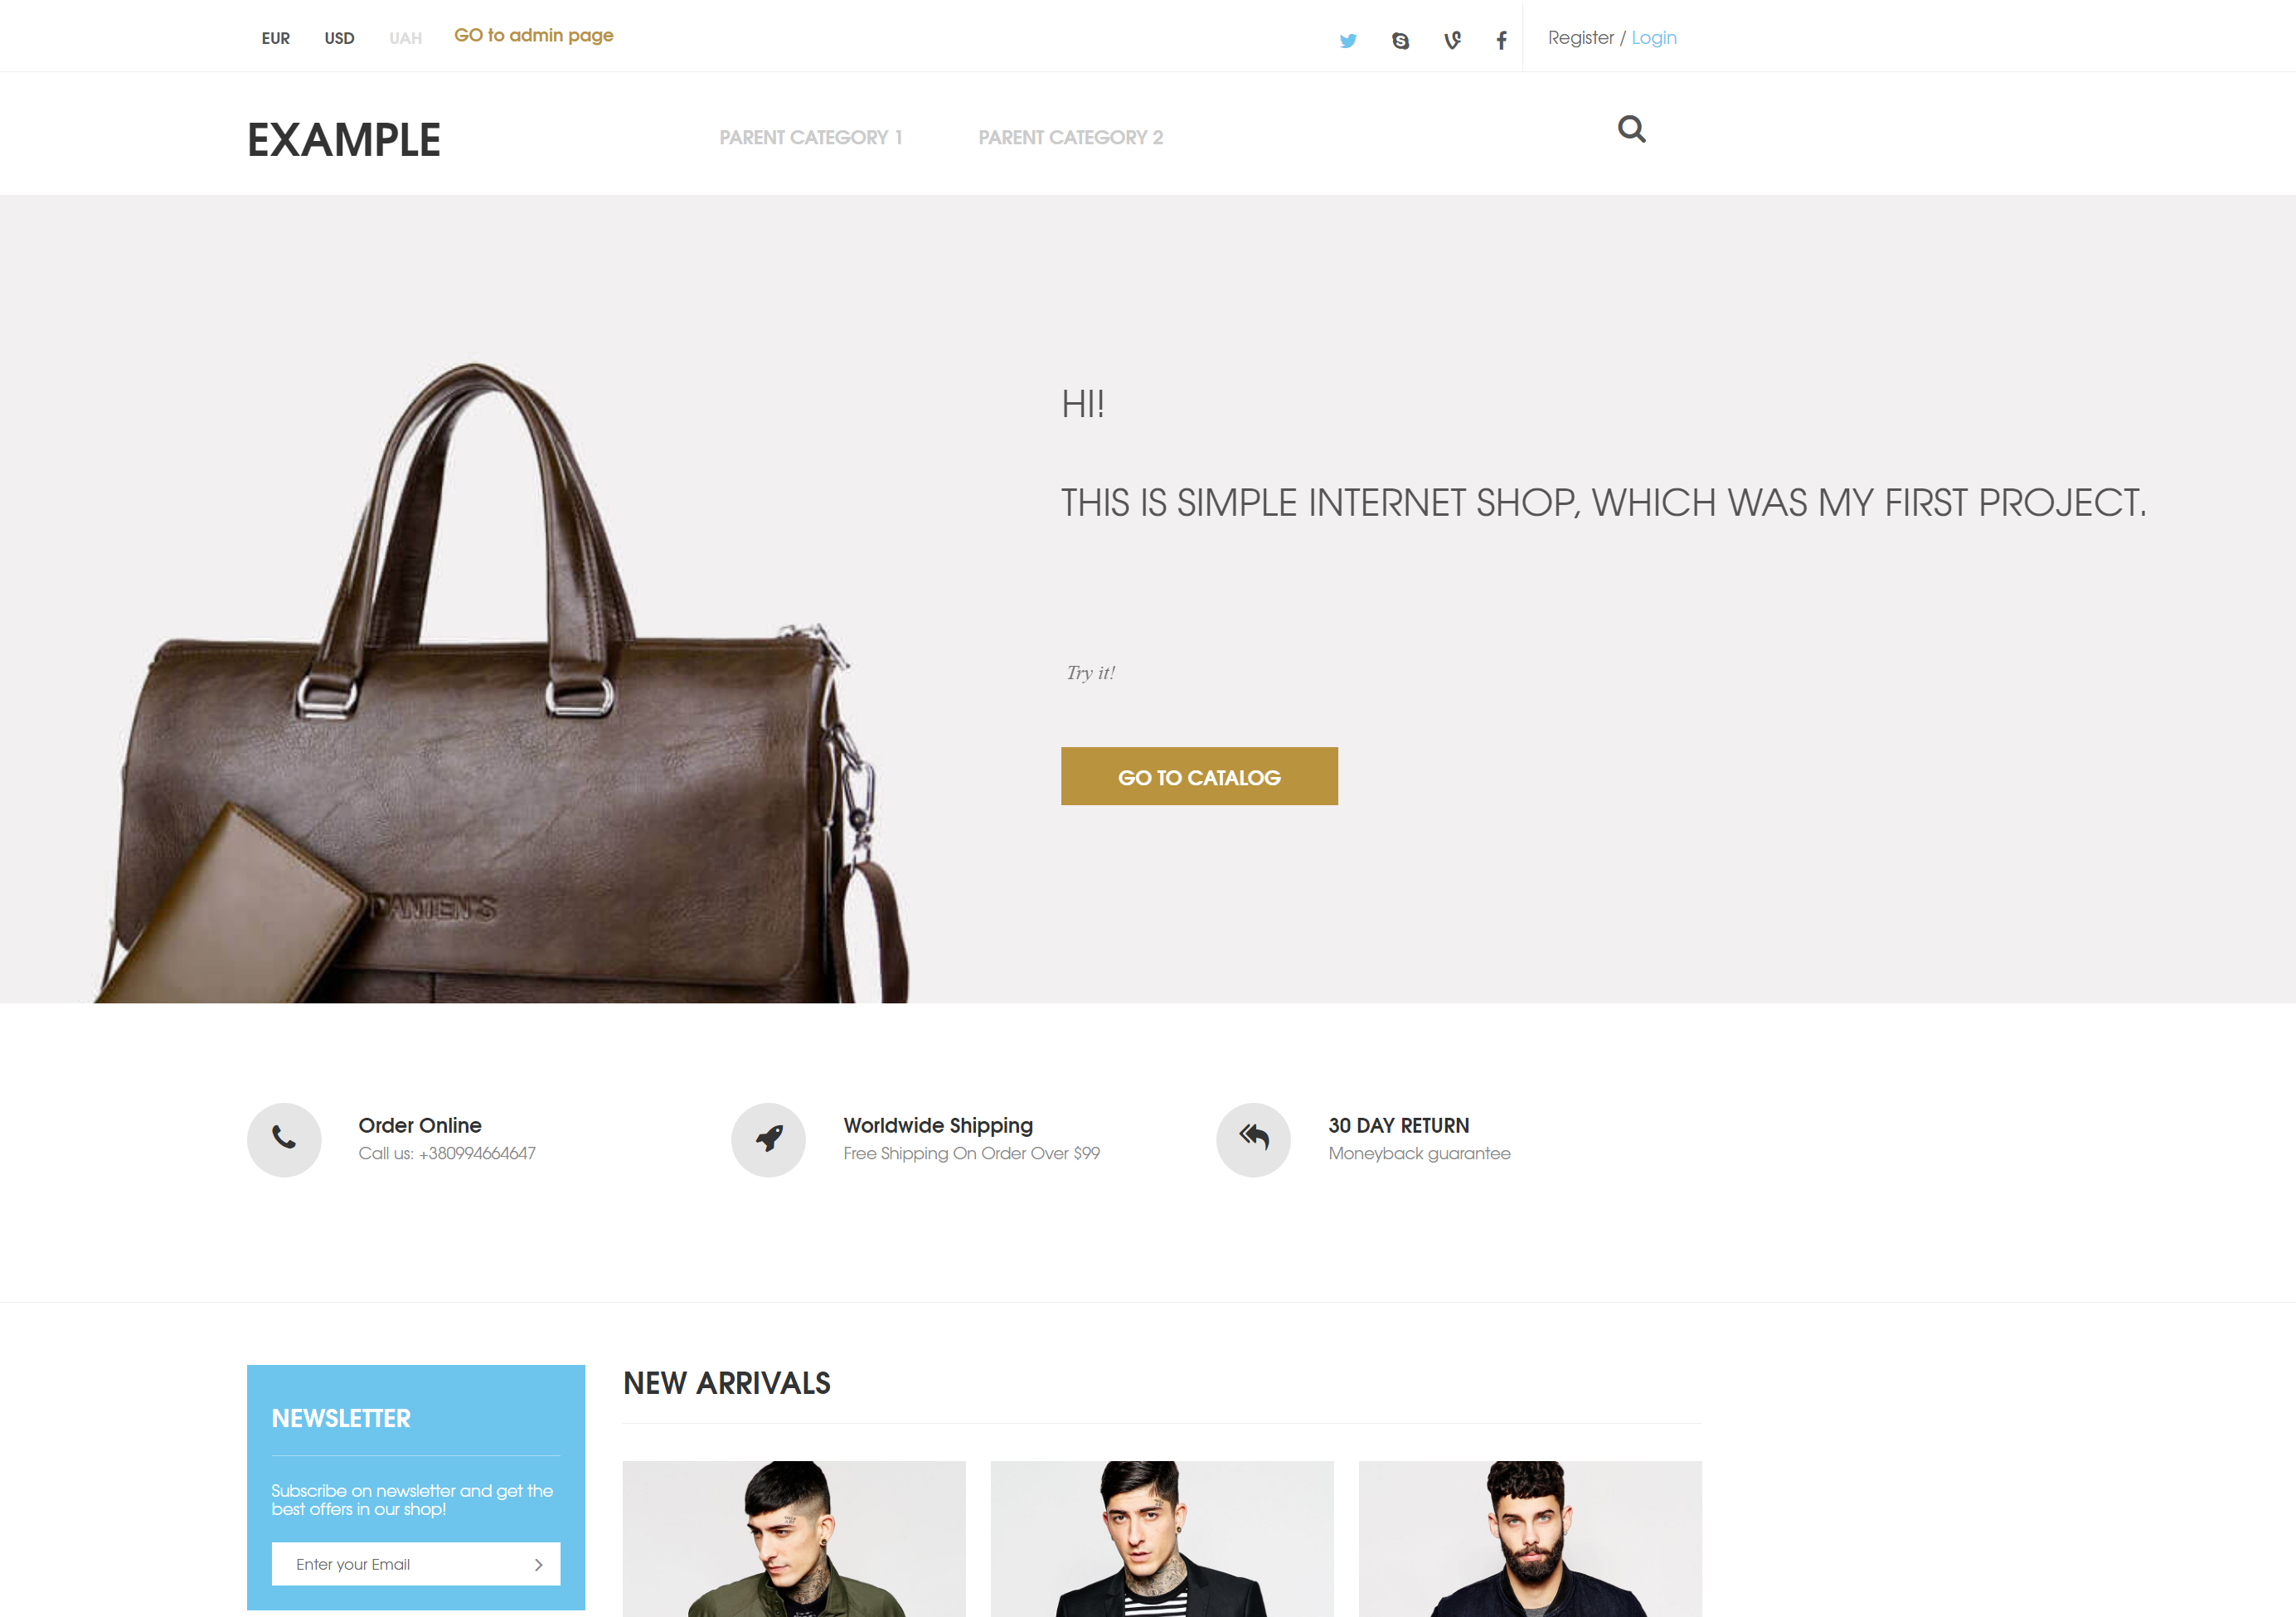 EUR USD UAH GO to admin page Register / Login
EXAMPLE PARENT CATEGORY 1 PARENT CATEGORY 2
HI!
THIS IS SIMPLE INTERNET SHOP, WHICH WAS MY FIRST PROJECT.
Try it!
GO TO CATALOG
Order Online
Call us: +380994664647
Worldwide Shipping
Free Shipping On Order Over $99
30 DAY RETURN
Moneyback guarantee
NEWSLETTER
Subscribe on newsletter and get the
best offers in our shop!
Enter your Email
NEW ARRIVALS